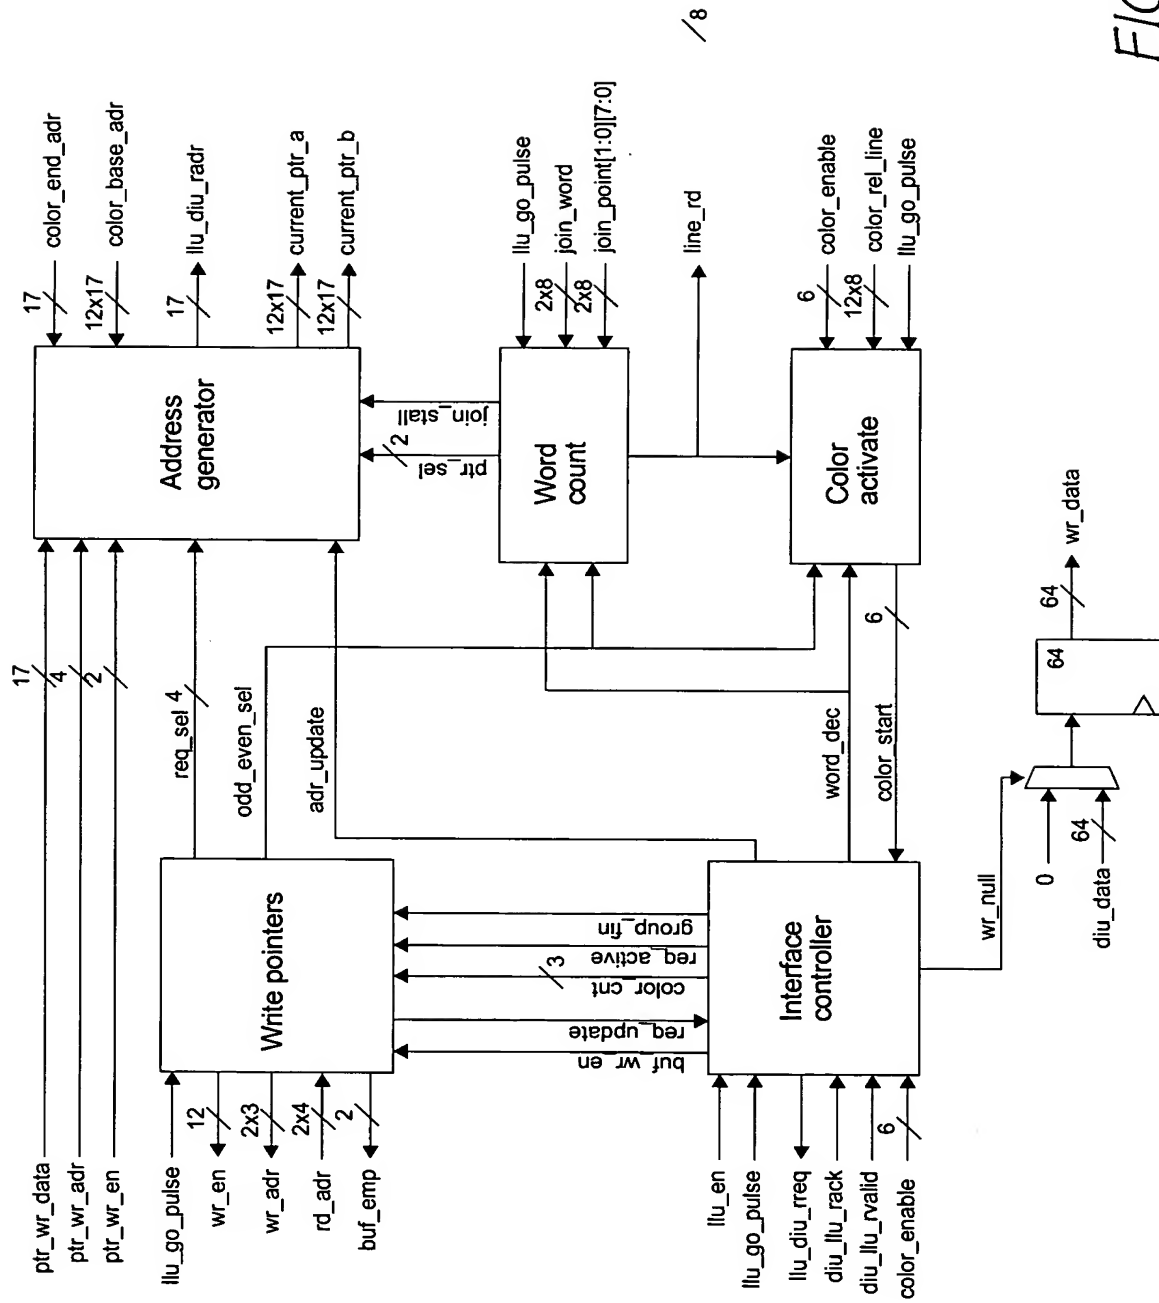 ptr_wr_data
17
ptr_wr_adr
4
ptr_wr_en
2
17
color_end_adr
12x17
color_base_adr
Address
generator
17
llu_diu_radr
12x17
current_ptr_a
12x17
current_ptr_b
llu_go_pulse
12
wr_en
2x3
wr_adr
2x4
rd_adr
2
buf_emp
Write pointers
req_sel
4
odd_even_sel
adr_update
join_stall
ptr_sel
2
buf_wr_en
req_update
color_cnt
3
req_active
group_fin
Word
count
llu_go_pulse
2x8
join_word
2x8
join_point[1:0][7:0]
line_rd
llu_en
llu_go_pulse
llu_diu_rreq
diu_llu_rack
diu_llu_rvalid
6
color_enable
Interface
controller
word_dec
color_start
6
Color
activate
6
color_enable
12x8
color_rel_line
llu_go_pulse
wr_null
0
64
diu_data
64
64
wr_data
8